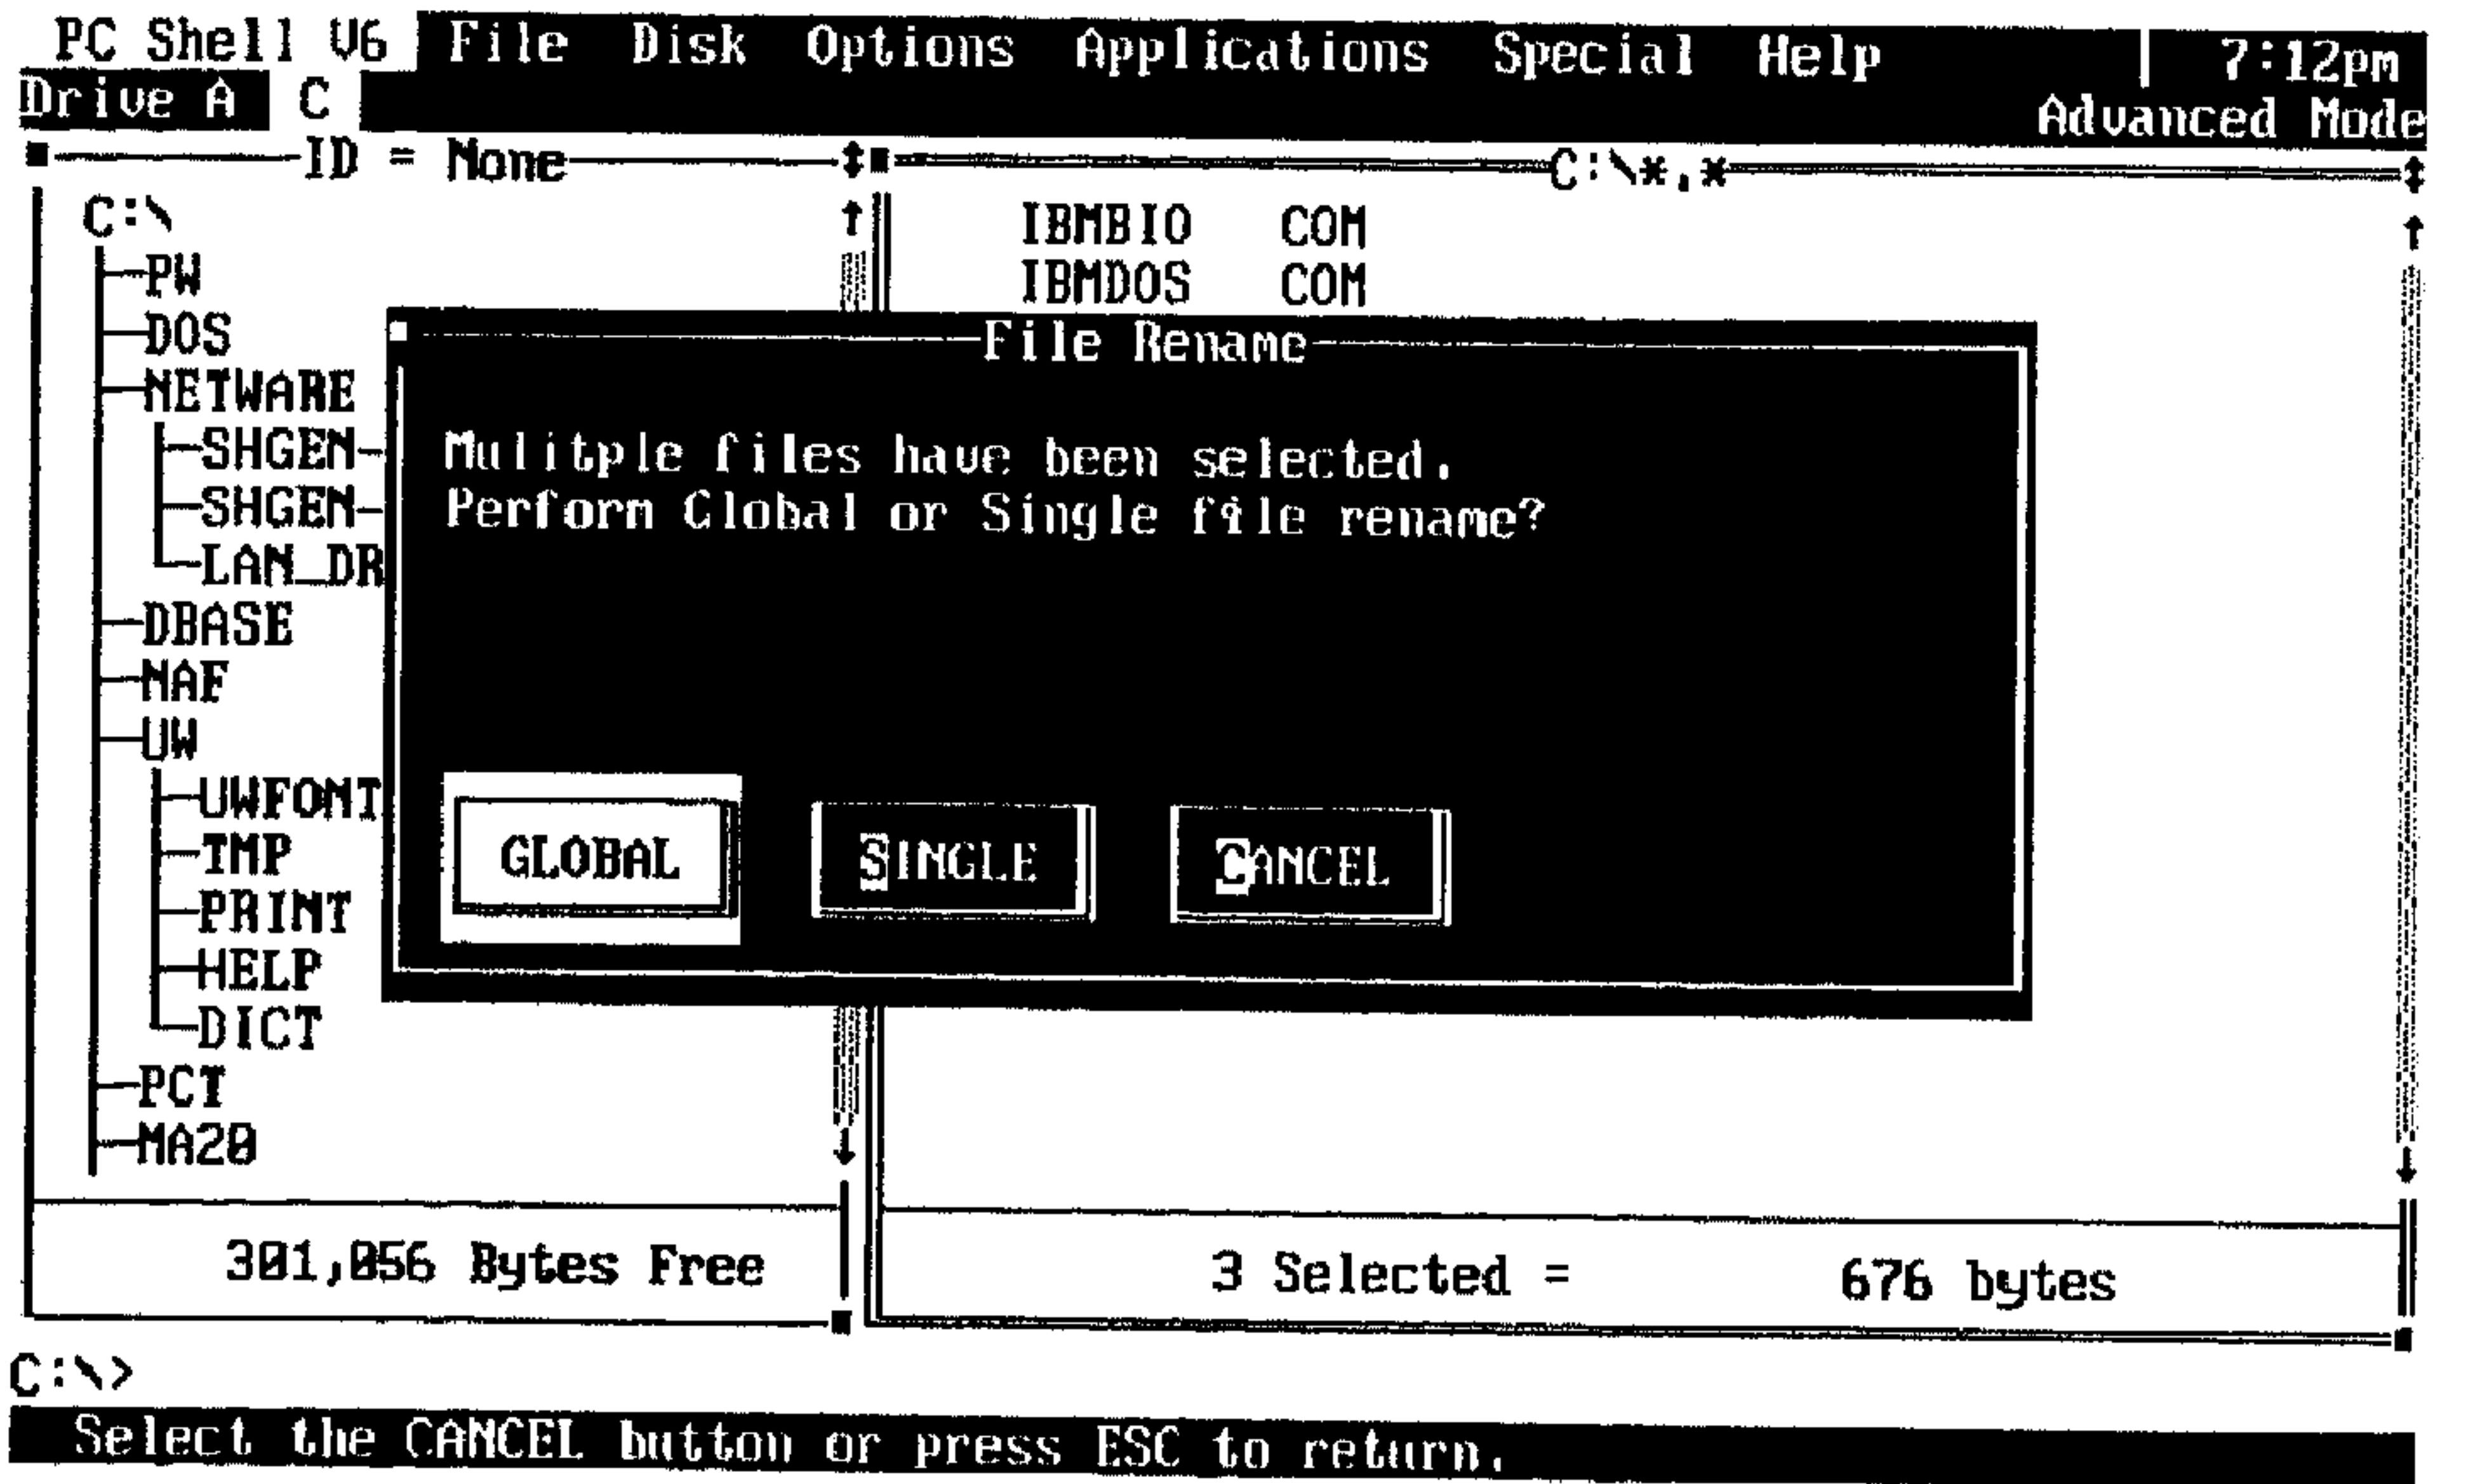 PC Shell V6 File Disk Options Applications Special Help 7:12pm
Drive A C Advanced Mode
ID = None
C:\*.*
C:\
PW
DOS
NETWARE
SHGEN-
SHGEN-
LAN_DR
DBASE
NAF
UW
UWFONT
TMP
PRINT
HELP
DICT
PCT
MA20
IBMBIO COM
IBMDOS COM
File Rename
Mulitple files have been selected.
Perform Global or Single file rename?
GLOBAL SINGLE CANCEL
301,056 Bytes Free
3 Selected = 676 bytes
C:\>
Select the CANCEL button or press ESC to return.